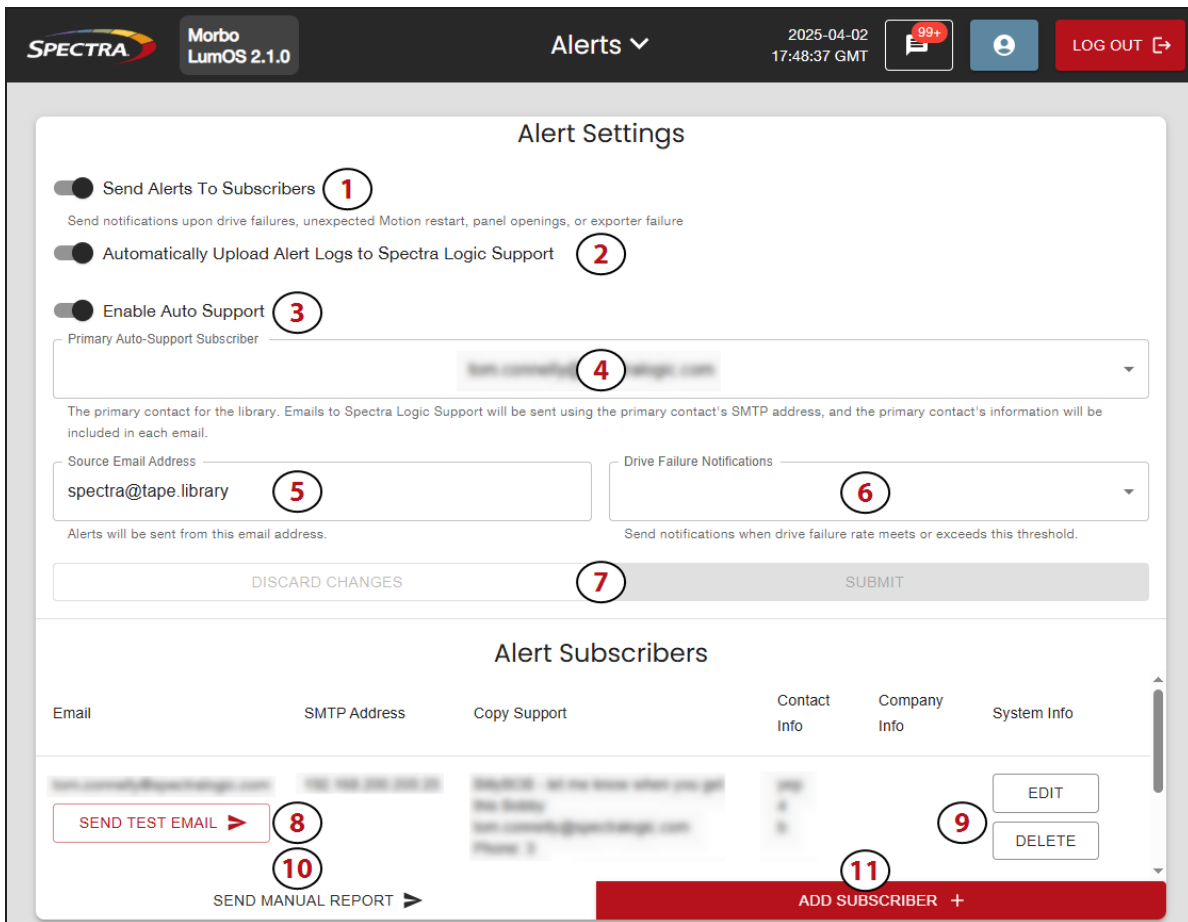 SPECTRA
Morbo
LumOS 2.1.0
Alerts
2025-04-02
17:48:37 GMT
99+
LOG OUT
Alert Settings
Send Alerts To Subscribers 1
Send notifications upon drive failures, unexpected Motion restart, panel openings, or exporter failure
Automatically Upload Alert Logs to Spectra Logic Support 2
Enable Auto Support 3
Primary Auto-Support Subscriber
4
The primary contact for the library. Emails to Spectra Logic Support will be sent using the primary contact's SMTP address, and the primary contact's information will be
included in each email.
Source Email Address
spectra@tape.library 5
Alerts will be sent from this email address.
Drive Failure Notifications
6
Send notifications when drive failure rate meets or exceeds this threshold.
DISCARD CHANGES 7 SUBMIT
Alert Subscribers
Email SMTP Address Copy Support Contact Info Company Info System Info
SEND TEST EMAIL 8
9
EDIT
DELETE
10
SEND MANUAL REPORT
11
ADD SUBSCRIBER +